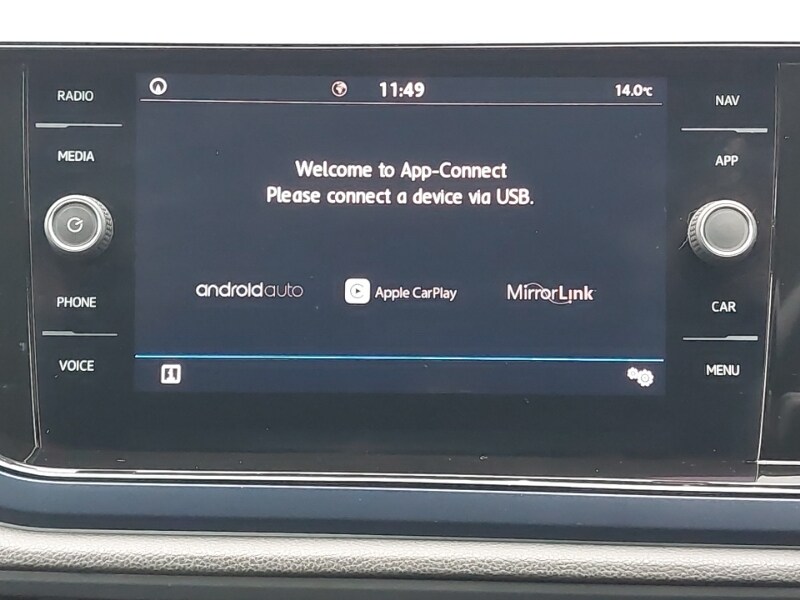 RADIO
MEDIA
PHONE
VOICE
11:49
14.0°C
Welcome to App-Connect
Please connect a device via USB.
androidauto
Apple CarPlay
MirrorLink
NAV
APP
CAR
MENU